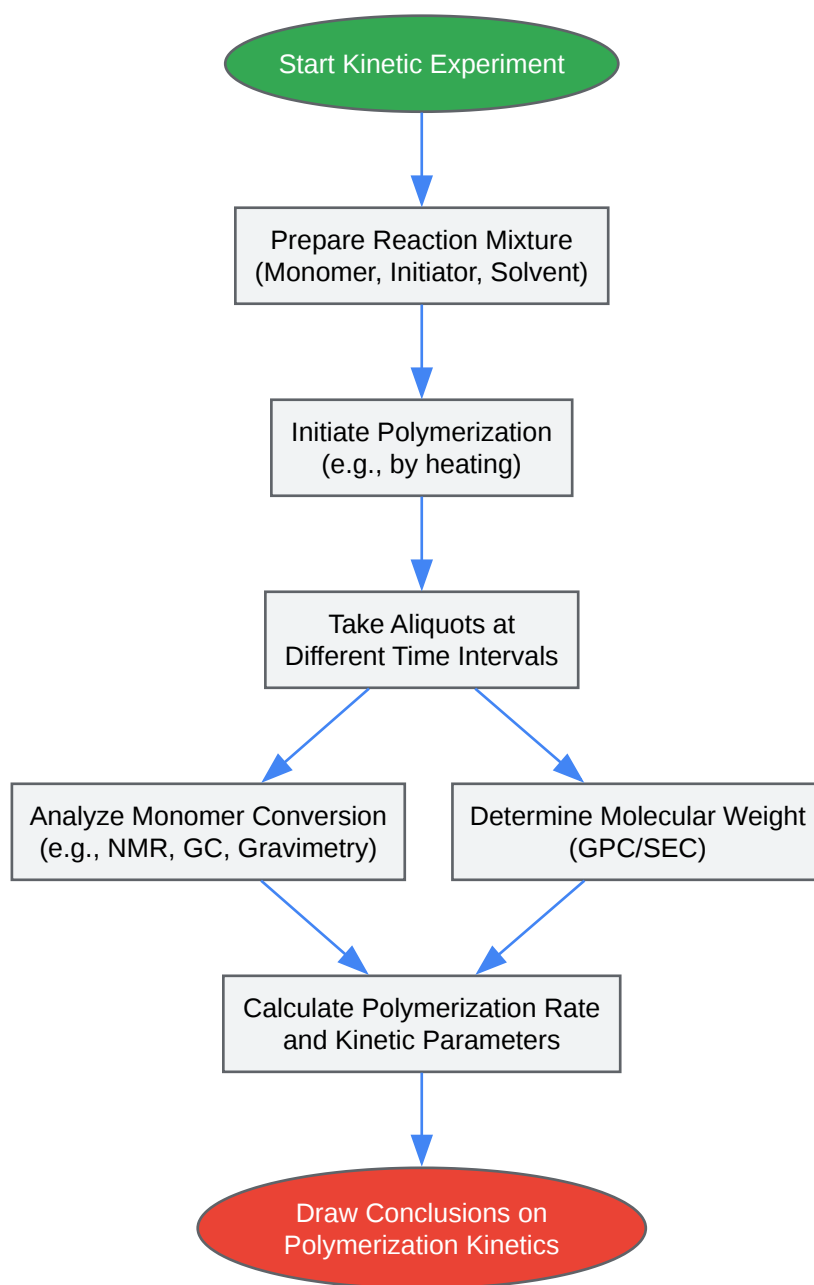 Start Kinetic Experiment
Prepare Reaction Mixture
(Monomer, Initiator, Solvent)
Initiate Polymerization
(e.g., by heating)
Take Aliquots at
Different Time Intervals
Analyze Monomer Conversion
(e.g., NMR, GC, Gravimetry)
Determine Molecular Weight
(GPC/SEC)
Calculate Polymerization Rate
and Kinetic Parameters
Draw Conclusions on
Polymerization Kinetics